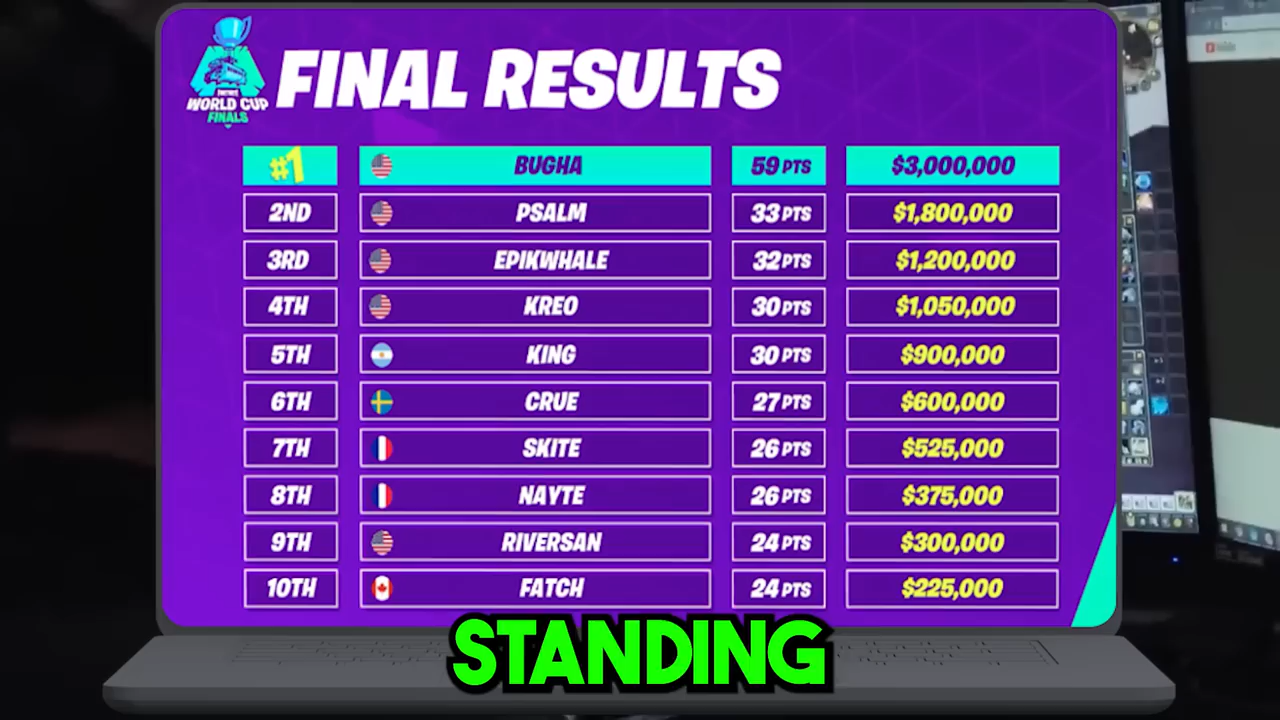 FORTNITE
WORLD CUP
FINALS
FINAL RESULTS
#1 BUGHA 59 PTS $3,000,000
2ND PSALM 33 PTS $1,800,000
3RD EPIKWHALE 32 PTS $1,200,000
4TH KREO 30 PTS $1,050,000
5TH KING 30 PTS $900,000
6TH CRUE 27 PTS $600,000
7TH SKITE 26 PTS $525,000
8TH NAYTE 26 PTS $375,000
9TH RIVERSAN 24 PTS $300,000
10TH FATCH 24 PTS $225,000
STANDING